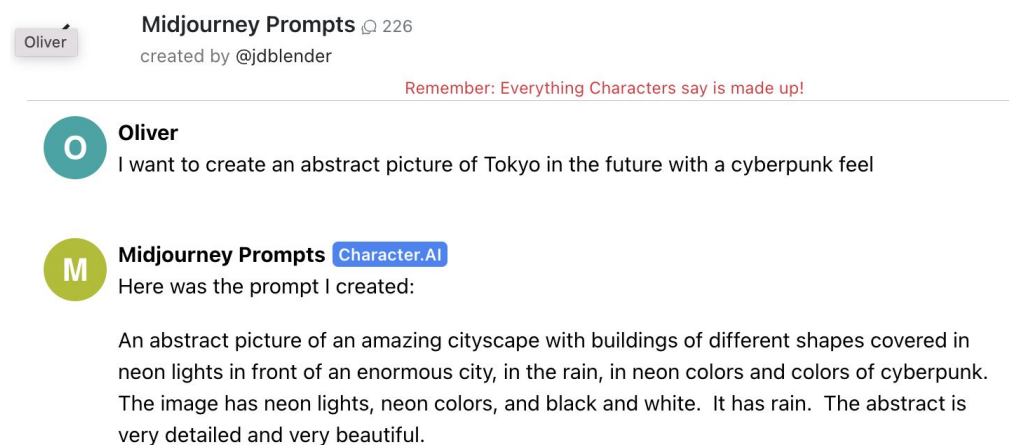 Midjourney Prompts 226
Oliver
created by @jdblender
Remember: Everything Characters say is made up!
O
Oliver
I want to create an abstract picture of Tokyo in the future with a cyberpunk feel
M
Midjourney Prompts Character.AI
Here was the prompt I created:
An abstract picture of an amazing cityscape with buildings of different shapes covered in
neon lights in front of an enormous city, in the rain, in neon colors and colors of cyberpunk.
The image has neon lights, neon colors, and black and white.  It has rain.  The abstract is
very detailed and very beautiful.